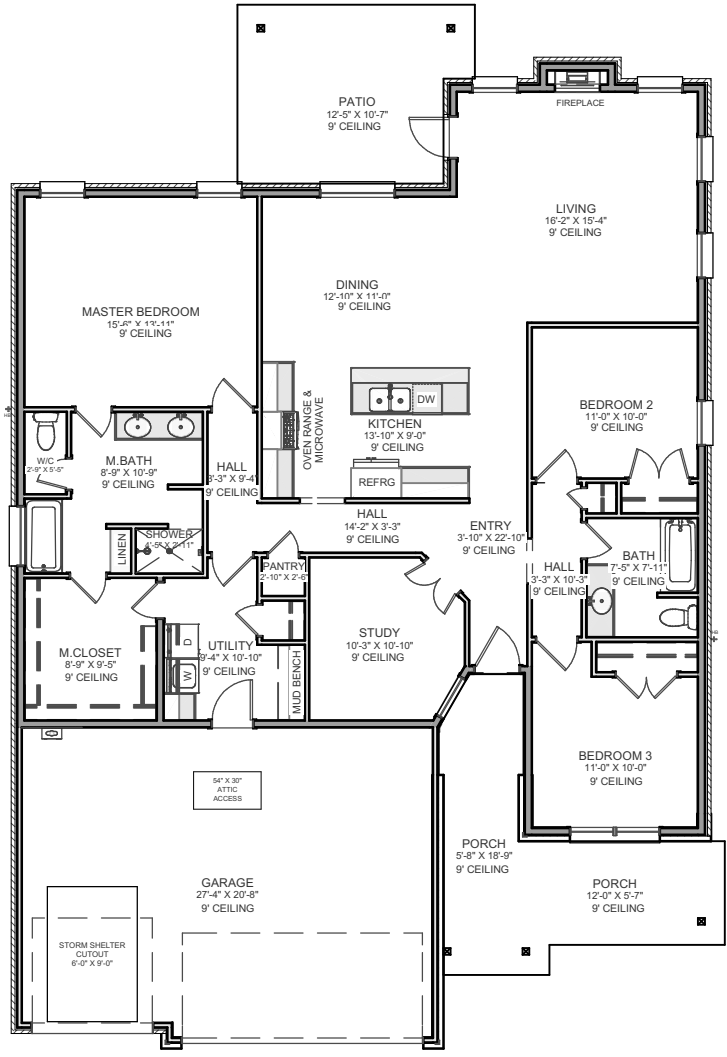 PATIO
12'-5" X 10'-7"
9' CEILING
FIREPLACE
LIVING
16'-2" X 15'-4"
9' CEILING
DINING
12'-10" X 11'-0"
9' CEILING
MASTER BEDROOM
15'-6" X 13'-11"
9' CEILING
OVEN RANGE &
MICROWAVE
DW
KITCHEN
13'-10" X 9'-0"
9' CEILING
REFRG
BEDROOM 2
11'-0" X 10'-0"
9' CEILING
W/C
2'-9" X 5'-5"
M.BATH
8'-9" X 10'-9"
9' CEILING
HALL
3'-3" X 9'-4"
9' CEILING
HALL
14'-2" X 3'-3"
9' CEILING
ENTRY
3'-10" X 22'-10"
9' CEILING
LINEN
SHOWER
4'-5" X 2'-11"
PANTRY
2'-10" X 2'-6"
HALL
3'-3" X 10'-3"
9' CEILING
BATH
7'-5" X 7'-11"
9' CEILING
M.CLOSET
8'-9" X 9'-5"
9' CEILING
D
W
UTILITY
9'-4" X 10'-10"
9' CEILING
MUD BENCH
STUDY
10'-3" X 10'-10"
9' CEILING
BEDROOM 3
11'-0" X 10'-0"
9' CEILING
54" X 30"
ATTIC
ACCESS
GARAGE
27'-4" X 20'-8"
9' CEILING
PORCH
5'-8" X 18'-9"
9' CEILING
PORCH
12'-0" X 5'-7"
9' CEILING
STORM SHELTER
CUTOUT
6'-0" X 9'-0"